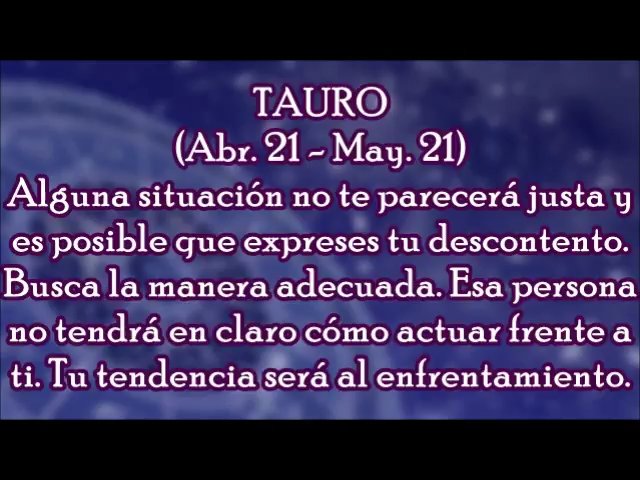 TAURO
(Abr. 21 - May. 21)
Alguna situación no te parecerá justa y
es posible que expreses tu descontento.
Busca la manera adecuada. Esa persona
no tendrá en claro cómo actuar frente a
ti. Tu tendencia será al enfrentamiento.